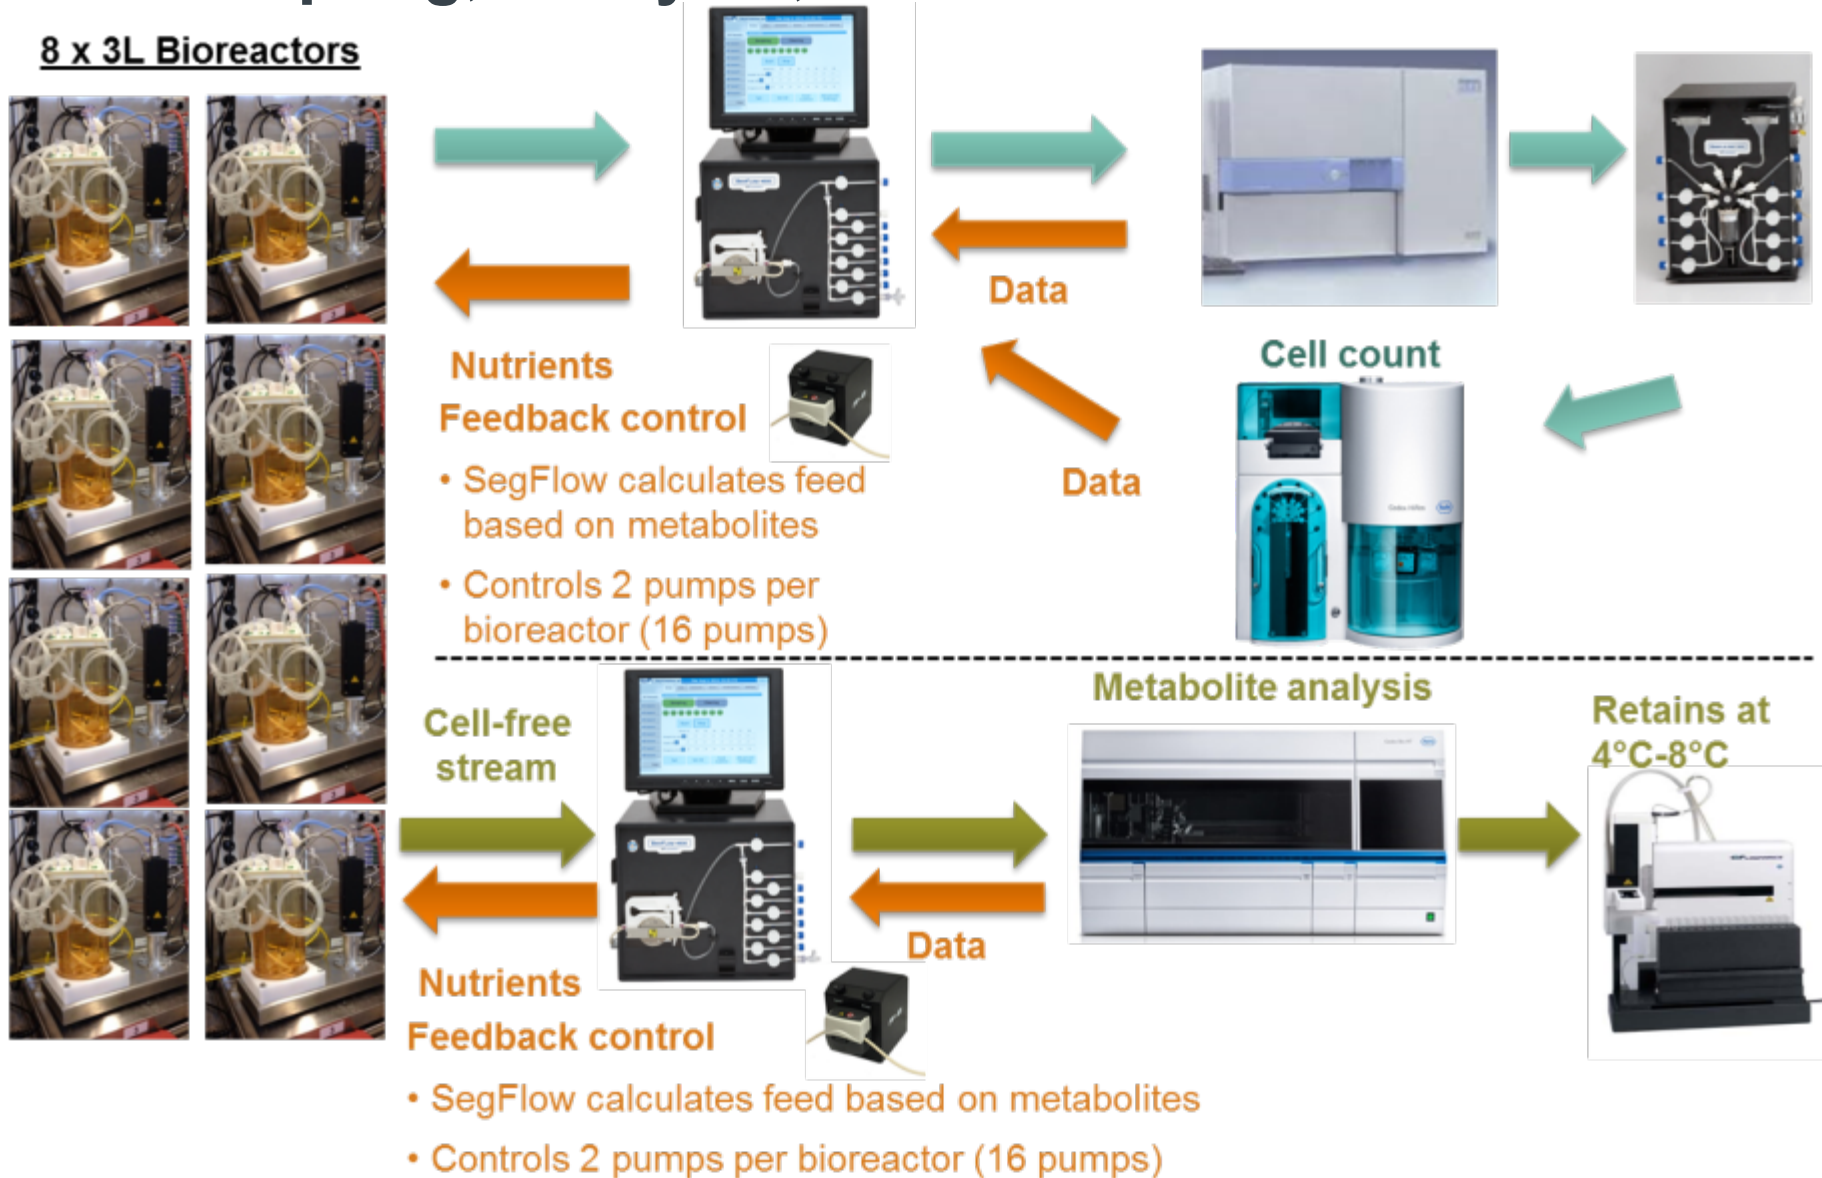 8 x 3L Bioreactors
Data
Nutrients
Feedback control
• SegFlow calculates feed
based on metabolites
• Controls 2 pumps per
bioreactor (16 pumps)
Cell count
Data
Cell-free
stream
Metabolite analysis
Retains at
4°C-8°C
Data
Nutrients
Feedback control
• SegFlow calculates feed based on metabolites
• Controls 2 pumps per bioreactor (16 pumps)